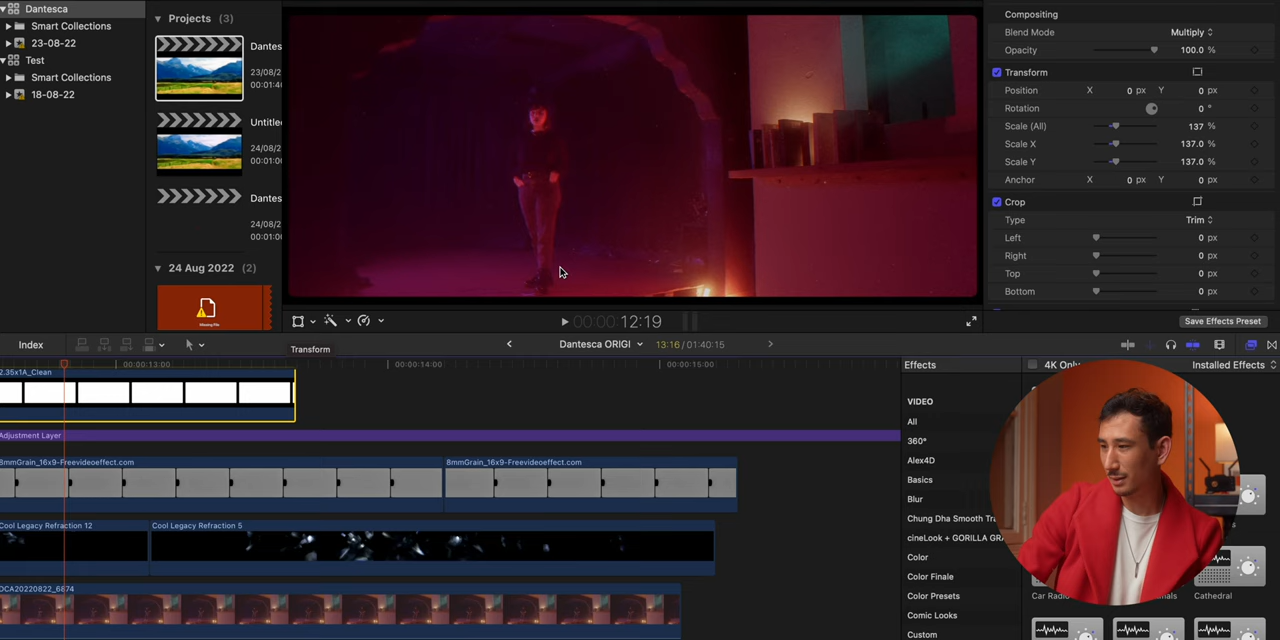 Dantesca
Smart Collections
23-08-22
Test
Smart Collections
18-08-22
Projects (3)
Dantes
23/08/2
00:01:4
Untitle
24/08/2
00:01:
Dantes
24/08/2
00:01:0
24 Aug 2022 (2)
Missing File
Compositing
Blend Mode Multiply
Opacity 100.0 %
Transform
Position X 0 px Y 0 px
Rotation 0 °
Scale (All) 137 %
Scale X 137.0 %
Scale Y 137.0 %
Anchor X 0 px Y 0 px
Crop
Type Trim
Left 0 px
Right 0 px
Top 0 px
Bottom 0 px
Save Effects Preset
00:00:12:19
Index
Transform
Dantesca ORIGI 13:16 / 01:40:15
00:00:13:00 00:00:14:00 00:00:15:00
2.35x1A_Clean
Adjustment Layer
8mmGrain_16x9-Freevideoeffect.com 8mmGrain_16x9-Freevideoeffect.com
Cool Legacy Refraction 12 Cool Legacy Refraction 5
OCA20220822_6874
Effects
4K Only
Installed Effects
VIDEO
All
360°
Alex4D
Basics
Blur
Chung Dha Smooth Tr
cineLook + GORILLA GRA
Color
Color Finale
Color Presets
Comic Looks
Custom
Car Radio
Cathedral